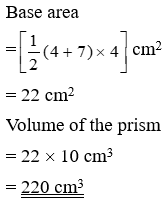 Base area
= [1/2 (4 + 7) × 4] cm²
= 22 cm²
Volume of the prism
= 22 × 10 cm³
= 220 cm³